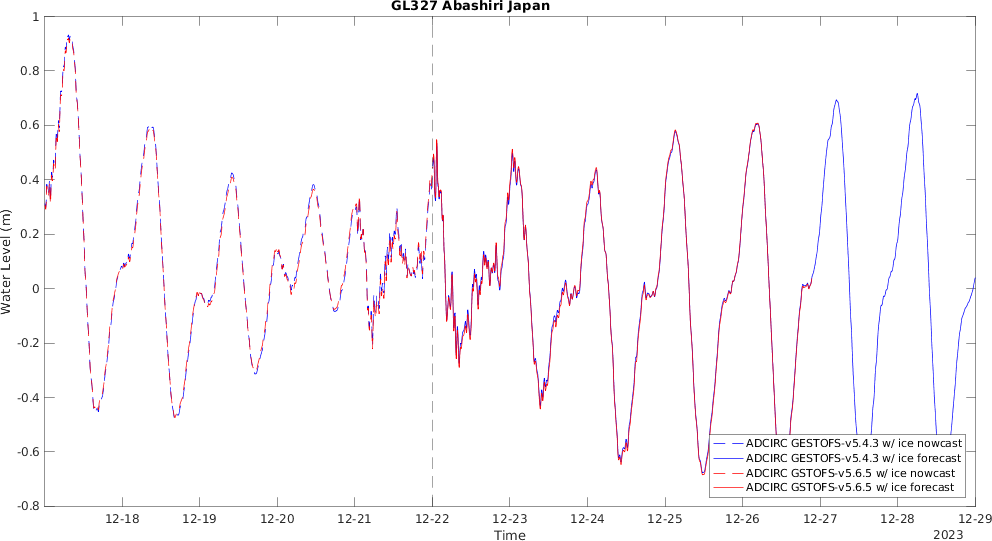 GL327 Abashiri Japan
1
0.8
0.6
0.4
0.2
0
-0.2
-0.4
-0.6
-0.8
Water Level (m)
ADCIRC GESTOFS-v5.4.3 w/ ice nowcast
ADCIRC GESTOFS-v5.4.3 w/ ice forecast
ADCIRC GSTOFS-v5.6.5 w/ ice nowcast
ADCIRC GSTOFS-v5.6.5 w/ ice forecast
12-18 12-19 12-20 12-21 12-22 12-23 12-24 12-25 12-26 12-27 12-28 12-29
Time
2023